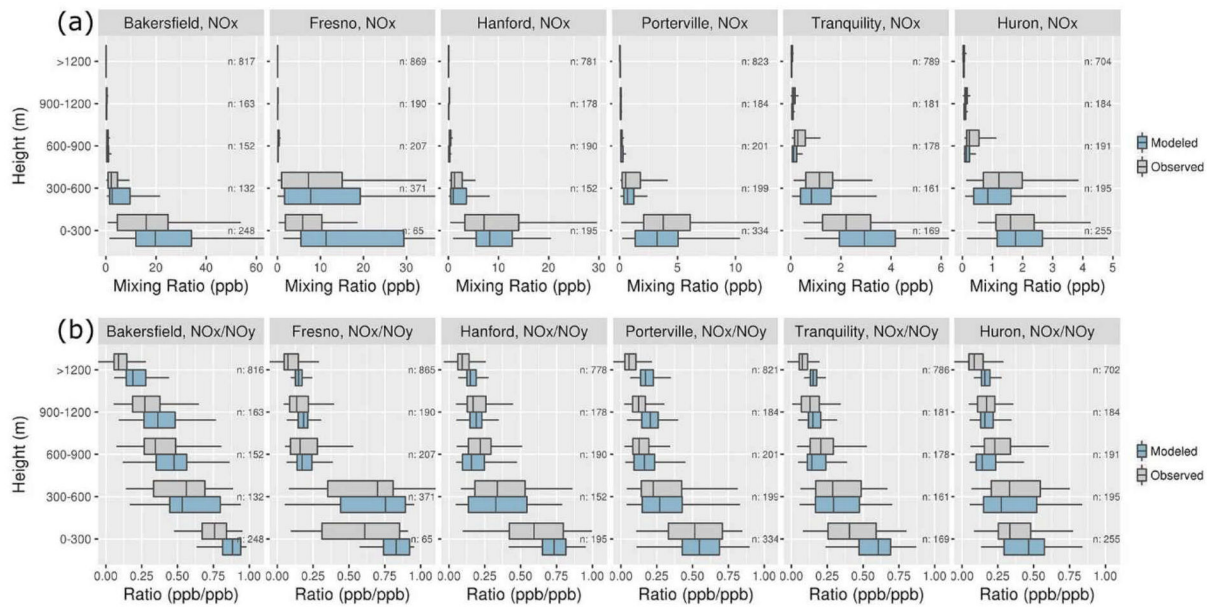 (a)
Bakersfield, NOx Fresno, NOx Hanford, NOx Porterville, NOx Tranquility, NOx Huron, NOx
Height (m)
>1200 n: 817 n: 869 n: 781 n: 823 n: 789 n: 704
900-1200 n: 163 n: 190 n: 178 n: 184 n: 181 n: 184
600-900 n: 152 n: 207 n: 190 n: 201 n: 178 n: 191
300-600 n: 132 n: 371 n: 152 n: 199 n: 161 n: 195
0-300 n: 248 n: 65 n: 195 n: 334 n: 169 n: 255
0 20 40 60 0 10 20 30 0 10 20 30 0 5 10 0 2 4 6 0 1 2 3 4 5
Mixing Ratio (ppb) Mixing Ratio (ppb) Mixing Ratio (ppb) Mixing Ratio (ppb) Mixing Ratio (ppb) Mixing Ratio (ppb)
Modeled
Observed
(b)
Bakersfield, NOx/NOy Fresno, NOx/NOy Hanford, NOx/NOy Porterville, NOx/NOy Tranquility, NOx/NOy Huron, NOx/NOy
Height (m)
>1200 n: 816 n: 865 n: 778 n: 821 n: 786 n: 702
900-1200 n: 163 n: 190 n: 178 n: 184 n: 181 n: 184
600-900 n: 152 n: 207 n: 190 n: 201 n: 178 n: 191
300-600 n: 132 n: 371 n: 152 n: 199 n: 161 n: 195
0-300 n: 248 n: 65 n: 195 n: 334 n: 169 n: 255
0.00 0.25 0.50 0.75 1.00 0.00 0.25 0.50 0.75 1.00 0.00 0.25 0.50 0.75 1.00 0.00 0.25 0.50 0.75 1.00 0.00 0.25 0.50 0.75 1.00 0.00 0.25 0.50 0.75 1.00
Ratio (ppb/ppb) Ratio (ppb/ppb) Ratio (ppb/ppb) Ratio (ppb/ppb) Ratio (ppb/ppb) Ratio (ppb/ppb)
Modeled
Observed